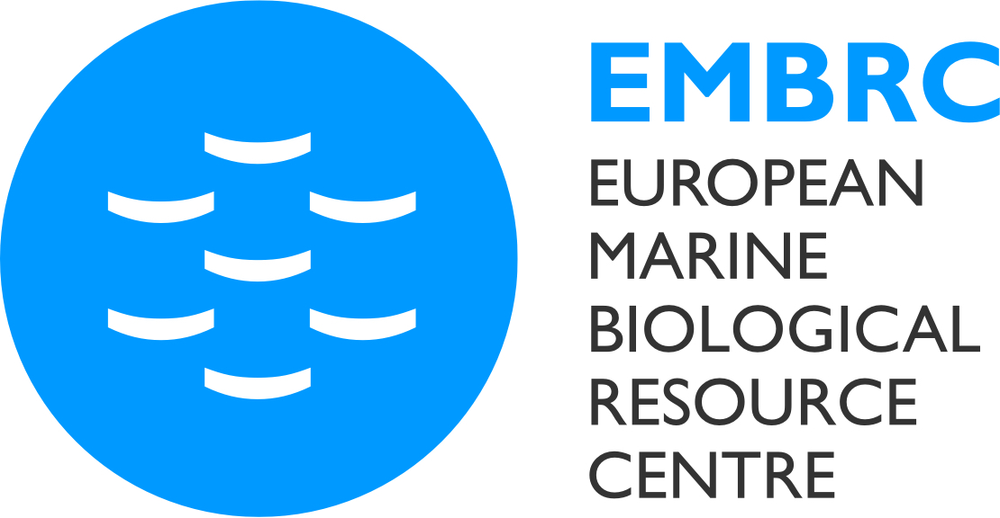 EMBRC
EUROPEAN
MARINE
BIOLOGICAL
RESOURCE
CENTRE